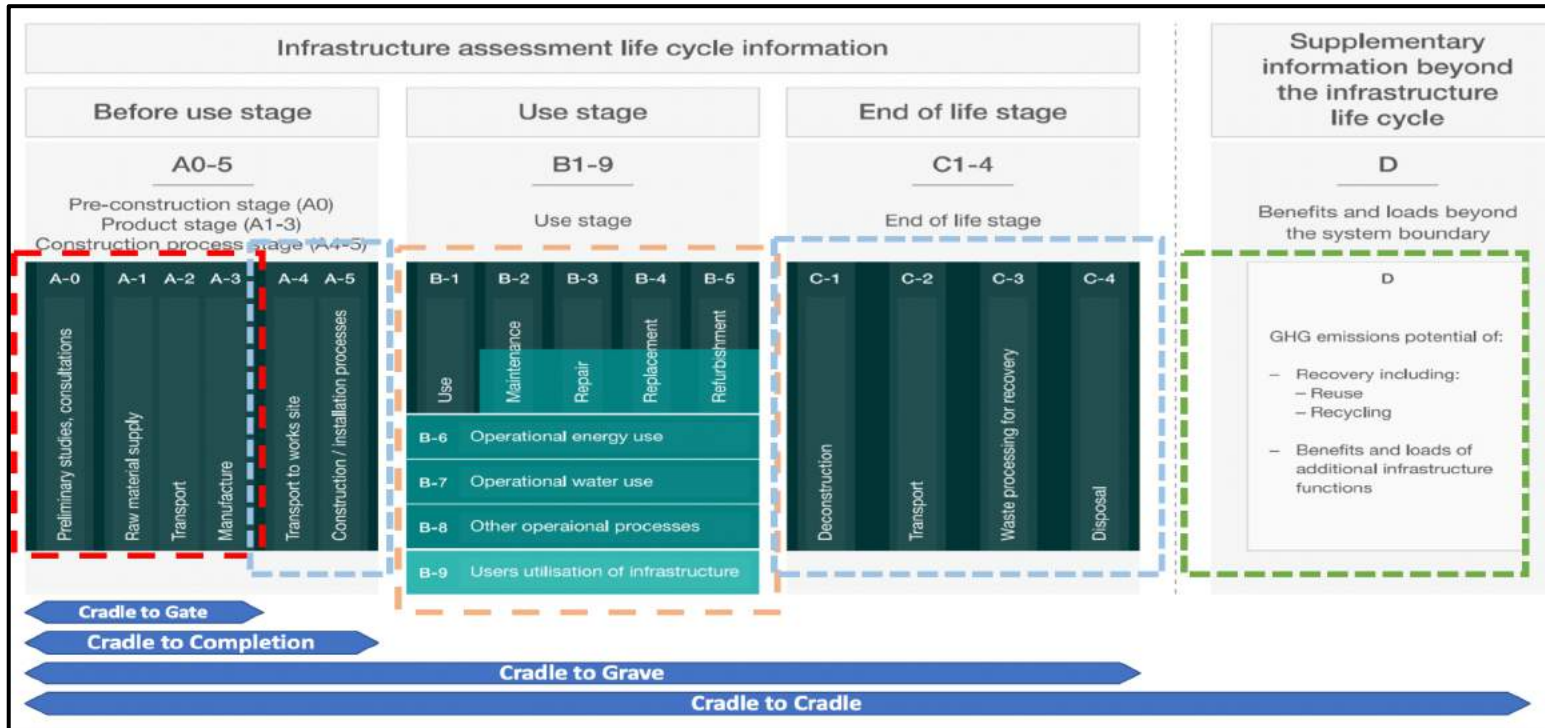 Infrastructure assessment life cycle information
Supplementary
information beyond
the infrastructure
life cycle
Before use stage
Use stage
End of life stage
A0-5
Pre-construction stage (A0)
Product stage (A1-3)
Construction process stage (A4-5)
B1-9
Use stage
C1-4
End of life stage
D
Benefits and loads beyond
the system boundary
A-0
Preliminary studies, consultations
A-1
Raw material supply
A-2
Transport
A-3
Manufacture
A-4
Transport to works site
A-5
Construction / installation processes
B-1
Use
B-2
Maintenance
B-3
Repair
B-4
Replacement
B-5
Refurbishment
B-6 Operational energy use
B-7 Operational water use
B-8 Other operaional processes
B-9 Users utilisation of infrastructure
C-1
Deconstruction
C-2
Transport
C-3
Waste processing for recovery
C-4
Disposal
D
GHG emissions potential of:
– Recovery including:
– Reuse
– Recycling
– Benefits and loads of
additional infrastructure
functions
Cradle to Gate
Cradle to Completion
Cradle to Grave
Cradle to Cradle